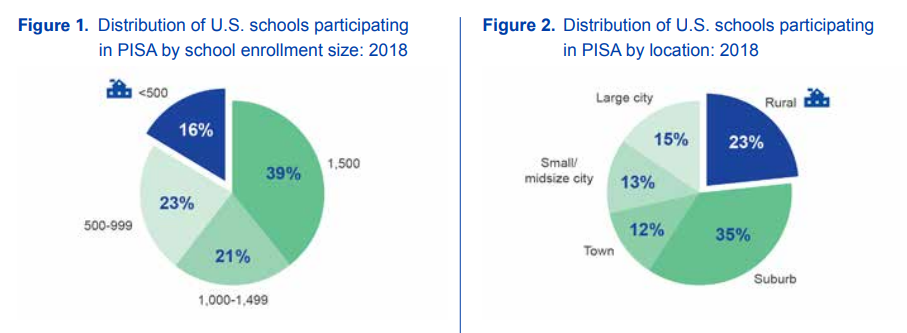 Figure 1. Distribution of U.S. schools participating
in PISA by school enrollment size: 2018
<500
16%
39%
1,500
23%
500-999
21%
1,000-1,499
Figure 2. Distribution of U.S. schools participating
in PISA by location: 2018
Large city
Rural
15%
23%
Small/
midsize city
13%
12%
35%
Town
Suburb